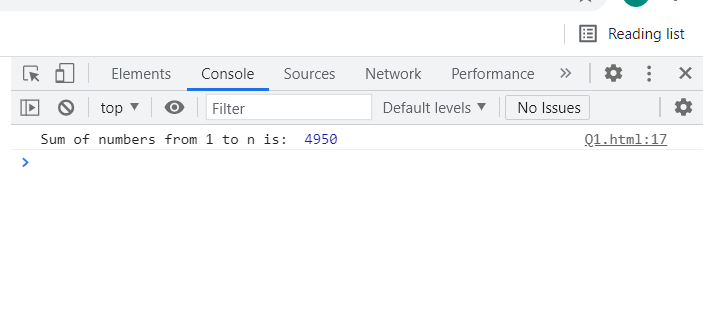 Reading list
Elements Console Sources Network Performance »
top ▼ Filter Default levels ▼ No Issues
Sum of numbers from 1 to n is:  4950 Q1.html:17
>